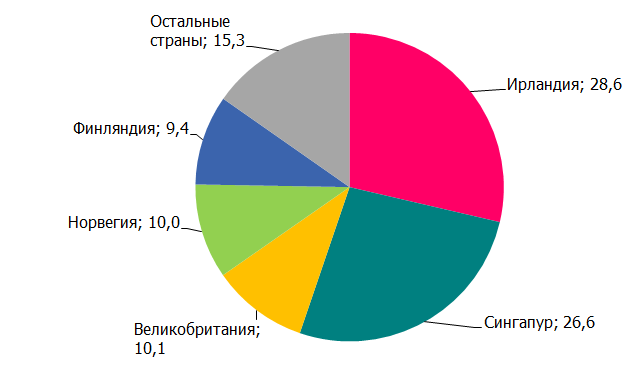 Остальные
страны; 15,3
Ирландия; 28,6
Финляндия; 9,4
Норвегия; 10,0
Великобритания;
10,1
Сингапур; 26,6